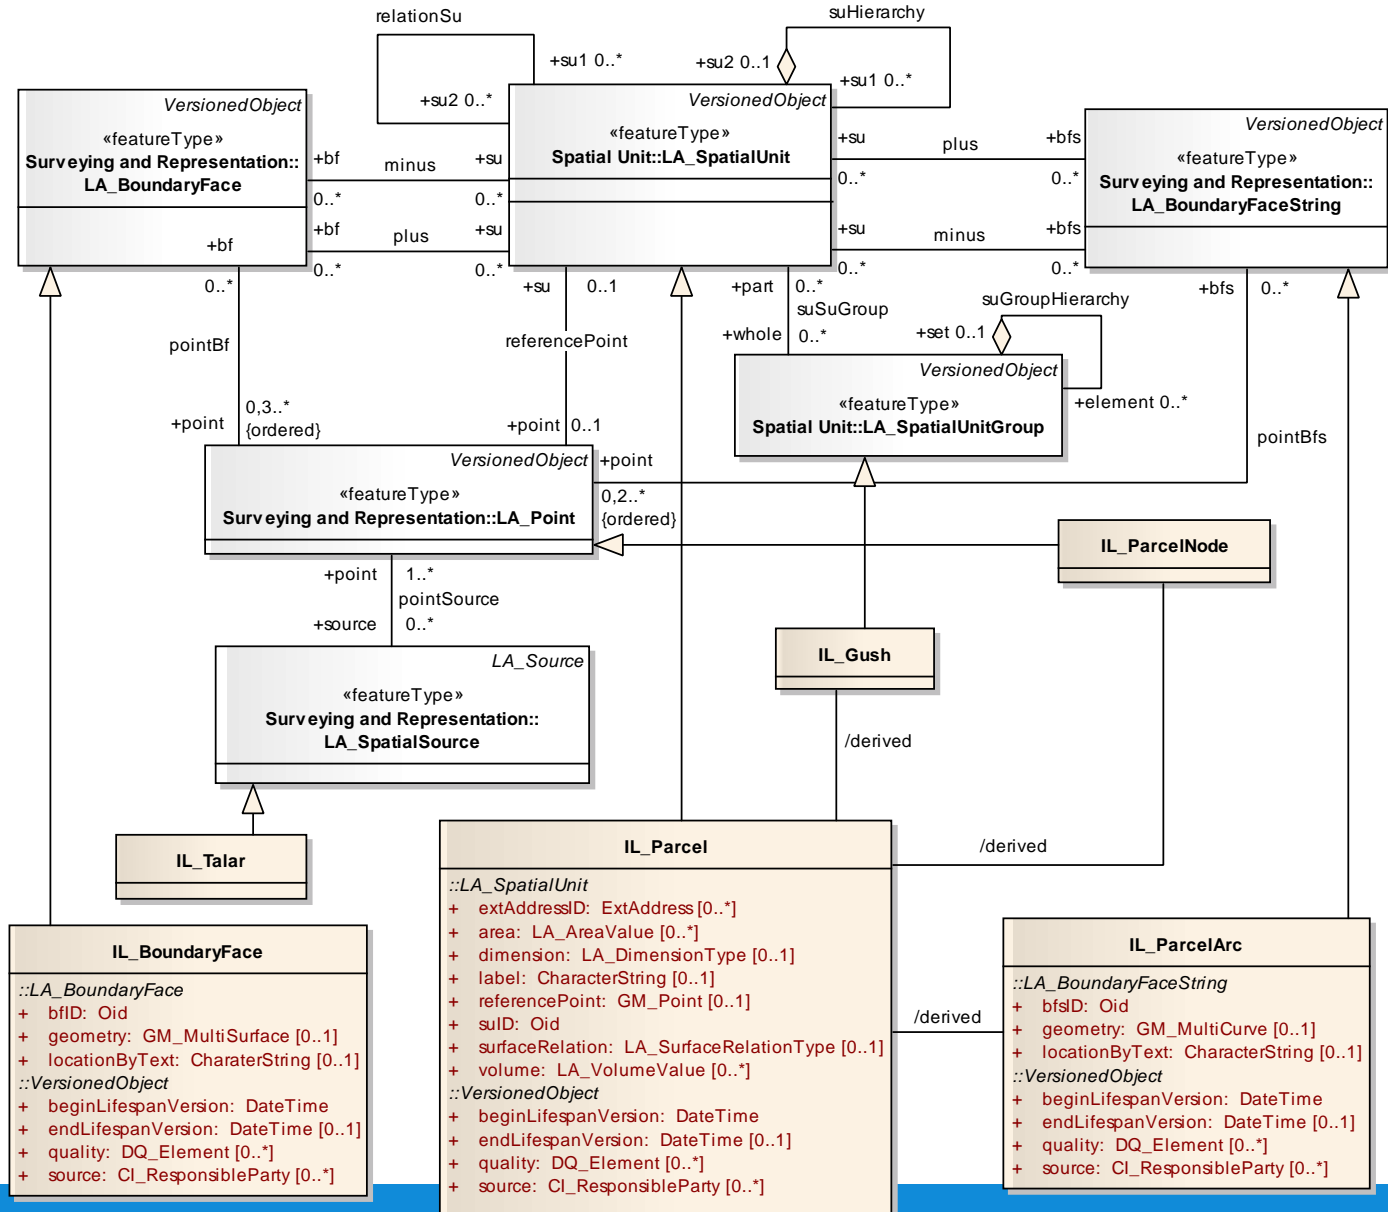 relationSu
suHierarchy
+su1 0..*
+su2 0..1
+su1 0..*
+su2 0..*
VersionedObject
«featureType»
Surveying and Representation::
LA_BoundaryFace
VersionedObject
«featureType»
Spatial Unit::LA_SpatialUnit
VersionedObject
«featureType»
Surveying and Representation::
LA_BoundaryFaceString
+bf
minus
+su
0..*
0..*
+bf
plus
+su
0..*
0..*
+su
plus
+bfs
0..*
0..*
+su
minus
+bfs
0..*
0..*
+bf
0..*
pointBf
0,3..*
+point
{ordered}
+su
0..1
referencePoint
+point
0..1
+part
0..*
suSuGroup
+whole
0..*
suGroupHierarchy
+set 0..1
+element 0..*
VersionedObject
«featureType»
Spatial Unit::LA_SpatialUnitGroup
+bfs
0..*
pointBfs
+point
0,2..*
{ordered}
VersionedObject
«featureType»
Surveying and Representation::LA_Point
IL_ParcelNode
+point
1..*
pointSource
+source
0..*
LA_Source
«featureType»
Surveying and Representation::
LA_SpatialSource
IL_Gush
/derived
IL_Talar
/derived
/derived
IL_BoundaryFace
::LA_BoundaryFace
+ bfID: Oid
+ geometry: GM_MultiSurface [0..1]
+ locationByText: CharaterString [0..1]
::VersionedObject
+ beginLifespanVersion: DateTime
+ endLifespanVersion: DateTime [0..1]
+ quality: DQ_Element [0..*]
+ source: CI_ResponsibleParty [0..*]
IL_Parcel
::LA_SpatialUnit
+ extAddressID: ExtAddress [0..*]
+ area: LA_AreaValue [0..*]
+ dimension: LA_DimensionType [0..1]
+ label: CharacterString [0..1]
+ referencePoint: GM_Point [0..1]
+ suID: Oid
+ surfaceRelation: LA_SurfaceRelationType [0..1]
+ volume: LA_VolumeValue [0..*]
::VersionedObject
+ beginLifespanVersion: DateTime
+ endLifespanVersion: DateTime [0..1]
+ quality: DQ_Element [0..*]
+ source: CI_ResponsibleParty [0..*]
IL_ParcelArc
::LA_BoundaryFaceString
+ bfsID: Oid
+ geometry: GM_MultiCurve [0..1]
+ locationByText: CharacterString [0..1]
::VersionedObject
+ beginLifespanVersion: DateTime
+ endLifespanVersion: DateTime [0..1]
+ quality: DQ_Element [0..*]
+ source: CI_ResponsibleParty [0..*]